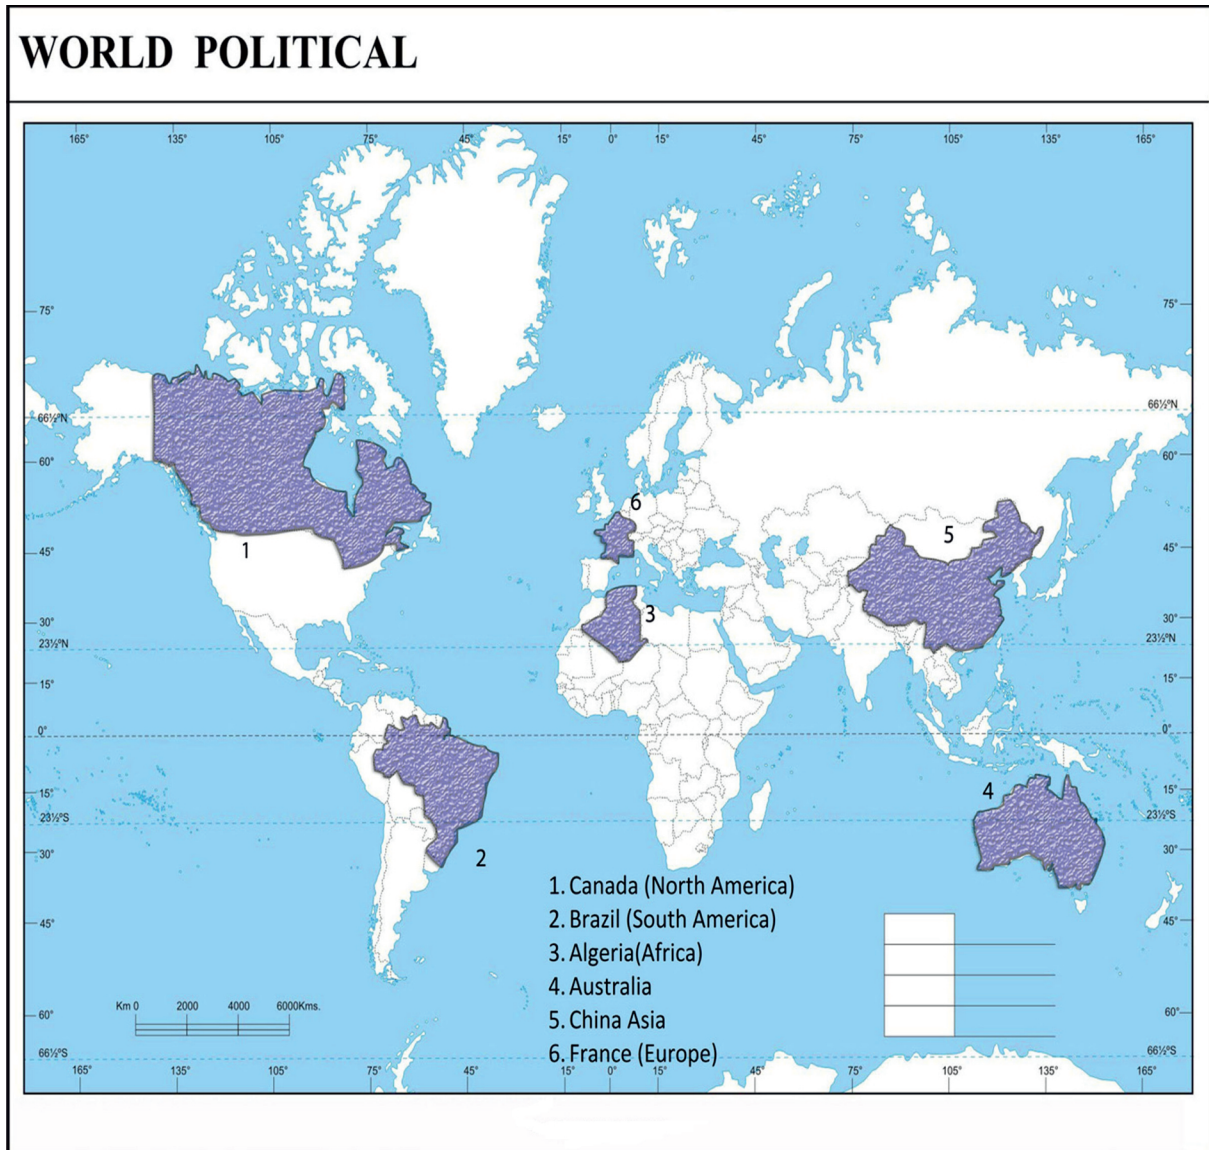 WORLD POLITICAL
165° 135° 105° 75° 45° 15° 0° 15° 45° 75° 105° 135° 165°
75° 75°
66½°N 66½°N
60° 60°
6
5
1
45° 45°
3
30° 30°
23½°N 23½°N
15° 15°
0° 0°
4
15° 15°
23½°S 23½°S
2
30° 30°
1. Canada (North America)
2. Brazil (South America)
45° 45°
3. Algeria(Africa)
4. Australia
Km 0 2000 4000 6000Kms.
5. China Asia
60° 60°
6. France (Europe)
66½°S 66½°S
165° 135° 105° 75° 45° 15° 0° 15° 45° 75° 105° 135° 165°